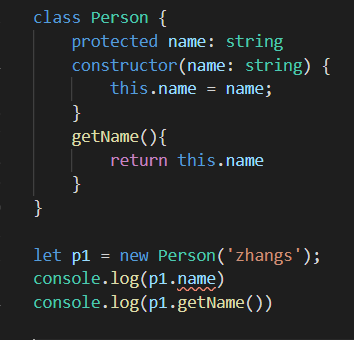 class Person {
    protected name: string
    constructor(name: string) {
        this.name = name;
    }
    getName(){
        return this.name
    }
}

let p1 = new Person('zhangs');
console.log(p1.name)
console.log(p1.getName())